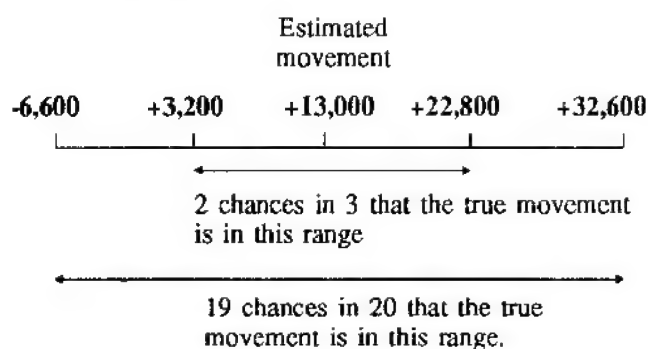 Estimated
movement
-6,600 +3,200 +13,000 +22,800 +32,600
2 chances in 3 that the true movement
is in this range
19 chances in 20 that the true
movement is in this range.